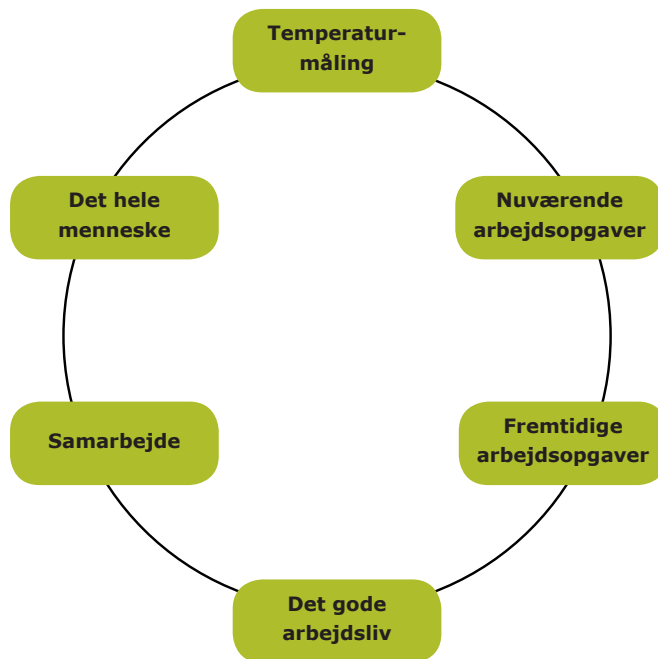 Temperatur-
måling
Nuværende
arbejdsopgaver
Fremtidige
arbejdsopgaver
Det gode
arbejdsliv
Samarbejde
Det hele
menneske